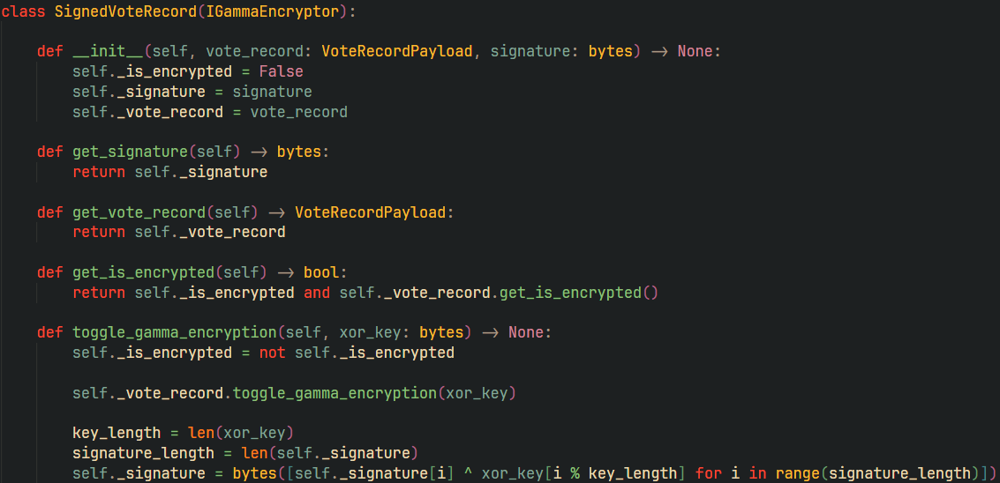 class SignedVoteRecord(IGammaEncryptor):
    def __init__(self, vote_record: VoteRecordPayload, signature: bytes) -> None:
        self._is_encrypted = False
        self._signature = signature
        self._vote_record = vote_record
    def get_signature(self) -> bytes:
        return self._signature
    def get_vote_record(self) -> VoteRecordPayload:
        return self._vote_record
    def get_is_encrypted(self) -> bool:
        return self._is_encrypted and self._vote_record.get_is_encrypted()
    def toggle_gamma_encryption(self, xor_key: bytes) -> None:
        self._is_encrypted = not self._is_encrypted
        self._vote_record.toggle_gamma_encryption(xor_key)
        key_length = len(xor_key)
        signature_length = len(self._signature)
        self._signature = bytes([self._signature[i] ^ xor_key[i % key_length] for i in range(signature_length)])